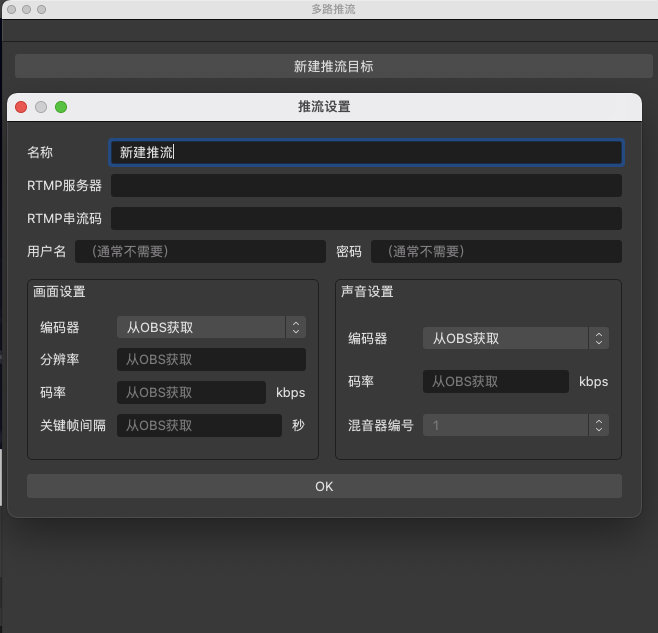 多路推流
新建推流目标
推流设置
名称 新建推流
RTMP服务器
RTMP串流码
用户名 (通常不需要) 密码 (通常不需要)
画面设置
编码器 从OBS获取
分辨率 从OBS获取
码率 从OBS获取 kbps
关键帧间隔 从OBS获取 秒
声音设置
编码器 从OBS获取
码率 从OBS获取 kbps
混音器编号 1
OK